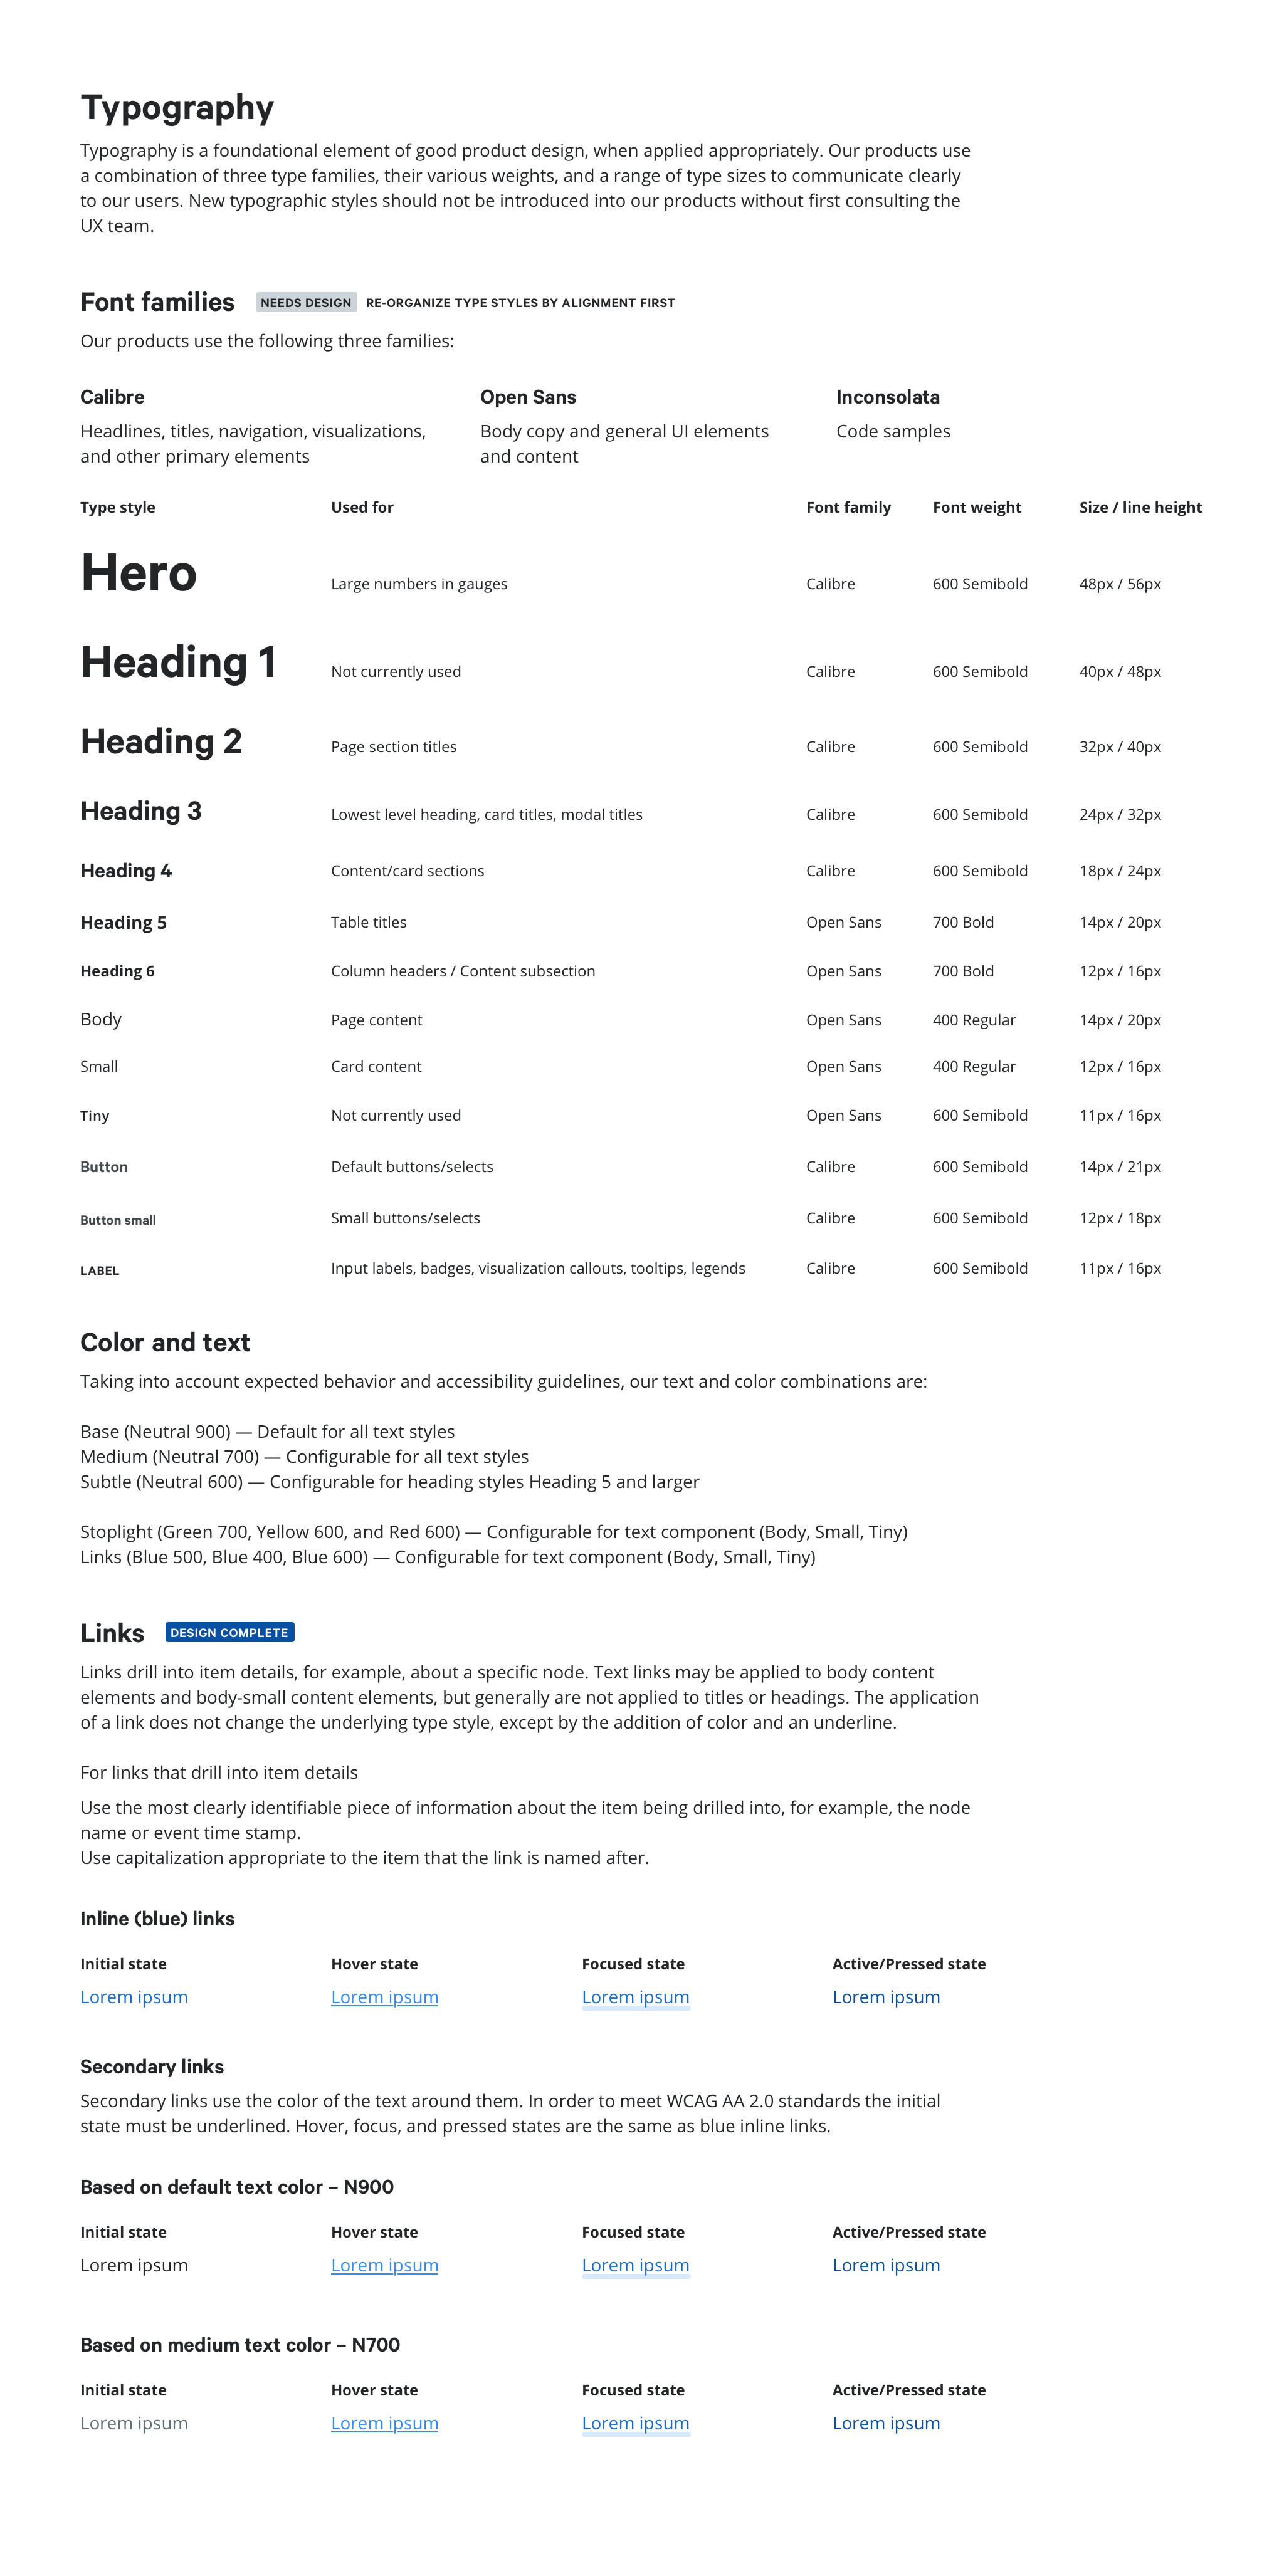 Typography
Typography is a foundational element of good product design, when applied appropriately. Our products use
a combination of three type families, their various weights, and a range of type sizes to communicate clearly
to our users. New typographic styles should not be introduced into our products without first consulting the
UX team.
Font families NEEDS DESIGN RE-ORGANIZE TYPE STYLES BY ALIGNMENT FIRST
Our products use the following three families:
Calibre Open Sans Inconsolata
Headlines, titles, navigation, visualizations, Body copy and general UI elements Code samples
and other primary elements and content
Type style Used for Font family Font weight Size / line height
Hero Large numbers in gauges Calibre 600 Semibold 48px / 56px
Heading 1 Not currently used Calibre 600 Semibold 40px / 48px
Heading 2 Page section titles Calibre 600 Semibold 32px / 40px
Heading 3 Lowest level heading, card titles, modal titles Calibre 600 Semibold 24px / 32px
Heading 4 Content/card sections Calibre 600 Semibold 18px / 24px
Heading 5 Table titles Open Sans 700 Bold 14px / 20px
Heading 6 Column headers / Content subsection Open Sans 700 Bold 12px / 16px
Body Page content Open Sans 400 Regular 14px / 20px
Small Card content Open Sans 400 Regular 12px / 16px
Tiny Not currently used Open Sans 600 Semibold 11px / 16px
Button Default buttons/selects Calibre 600 Semibold 14px / 21px
Button small Small buttons/selects Calibre 600 Semibold 12px / 18px
LABEL Input labels, badges, visualization callouts, tooltips, legends Calibre 600 Semibold 11px / 16px
Color and text
Taking into account expected behavior and accessibility guidelines, our text and color combinations are:
Base (Neutral 900) — Default for all text styles
Medium (Neutral 700) — Configurable for all text styles
Subtle (Neutral 600) — Configurable for heading styles Heading 5 and larger
Stoplight (Green 700, Yellow 600, and Red 600) — Configurable for text component (Body, Small, Tiny)
Links (Blue 500, Blue 400, Blue 600) — Configurable for text component (Body, Small, Tiny)
Links DESIGN COMPLETE
Links drill into item details, for example, about a specific node. Text links may be applied to body content
elements and body-small content elements, but generally are not applied to titles or headings. The application
of a link does not change the underlying type style, except by the addition of color and an underline.
For links that drill into item details
Use the most clearly identifiable piece of information about the item being drilled into, for example, the node
name or event time stamp.
Use capitalization appropriate to the item that the link is named after.
Inline (blue) links
Initial state Hover state Focused state Active/Pressed state
Lorem ipsum Lorem ipsum Lorem ipsum Lorem ipsum
Secondary links
Secondary links use the color of the text around them. In order to meet WCAG AA 2.0 standards the initial
state must be underlined. Hover, focus, and pressed states are the same as blue inline links.
Based on default text color – N900
Initial state Hover state Focused state Active/Pressed state
Lorem ipsum Lorem ipsum Lorem ipsum Lorem ipsum
Based on medium text color – N700
Initial state Hover state Focused state Active/Pressed state
Lorem ipsum Lorem ipsum Lorem ipsum Lorem ipsum